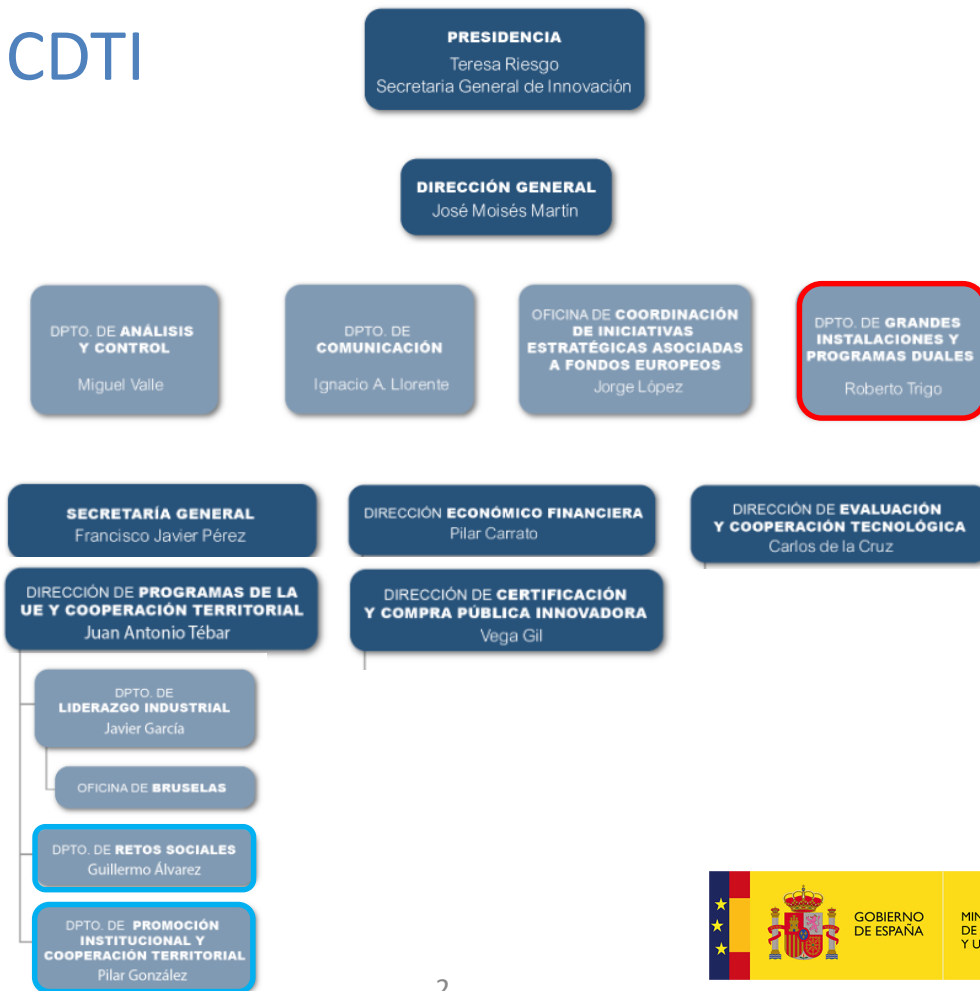 CDTI
PRESIDENCIA
Teresa Riesgo
Secretaria General de Innovación
DIRECCIÓN GENERAL
José Moisés Martín
DPTO. DE ANÁLISIS
Y CONTROL
Miguel Valle
DPTO. DE
COMUNICACIÓN
Ignacio A. Llorente
OFICINA DE COORDINACIÓN
DE INICIATIVAS
ESTRATÉGICAS ASOCIADAS
A FONDOS EUROPEOS
Jorge López
DPTO. DE GRANDES
INSTALACIONES Y
PROGRAMAS DUALES
Roberto Trigo
SECRETARÍA GENERAL
Francisco Javier Pérez
DIRECCIÓN ECONÓMICO FINANCIERA
Pilar Carrato
DIRECCIÓN DE EVALUACIÓN
Y COOPERACIÓN TECNOLÓGICA
Carlos de la Cruz
DIRECCIÓN DE PROGRAMAS DE LA
UE Y COOPERACIÓN TERRITORIAL
Juan Antonio Tébar
DIRECCIÓN DE CERTIFICACIÓN
Y COMPRA PÚBLICA INNOVADORA
Vega Gil
DPTO. DE
LIDERAZGO INDUSTRIAL
Javier García
OFICINA DE BRUSELAS
DPTO. DE RETOS SOCIALES
Guillermo Álvarez
DPTO. DE PROMOCIÓN
INSTITUCIONAL Y
COOPERACIÓN TERRITORIAL
Pilar González
GOBIERNO
DE ESPAÑA
MIN
DE
Y U
2